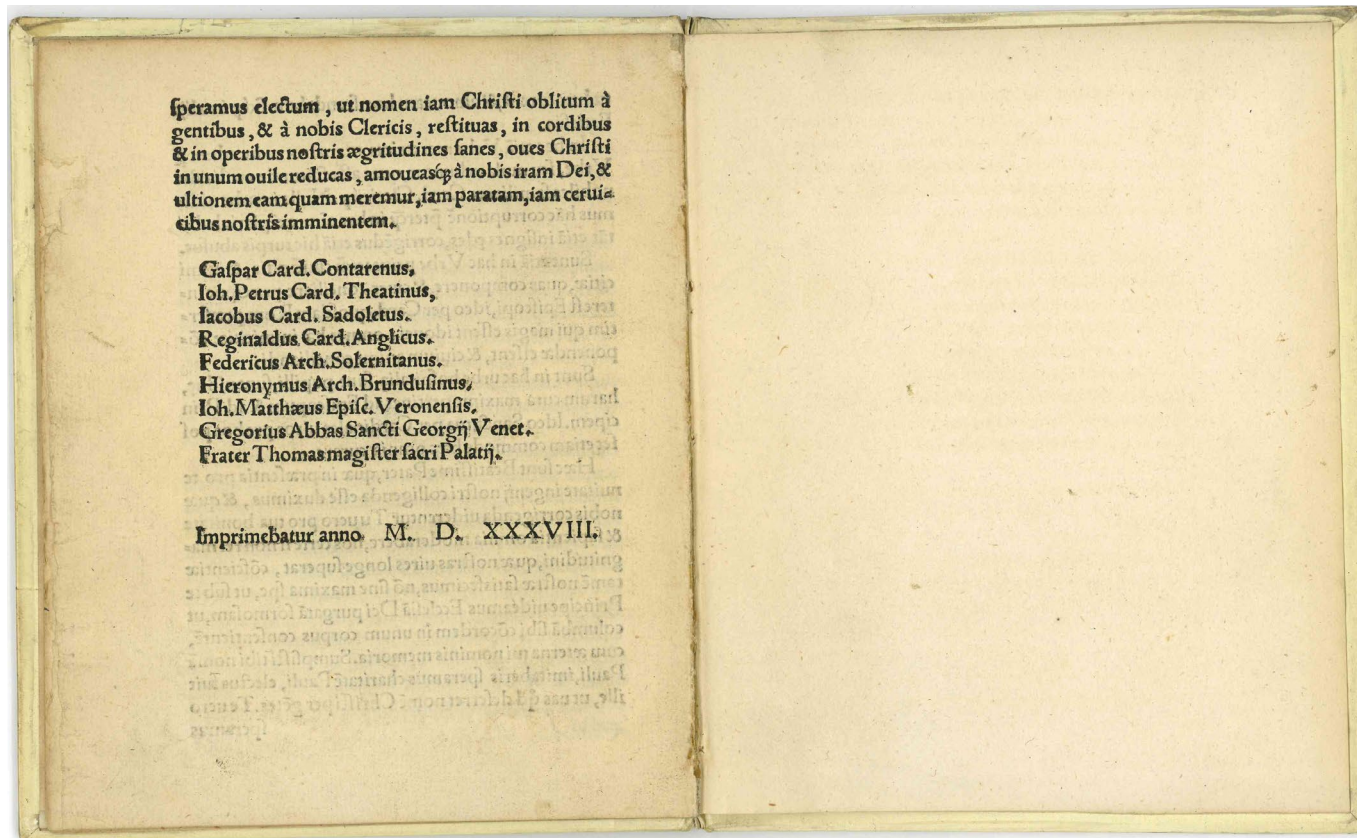 ſperamus electum, ut nomen iam Chriſti oblitum à
gentibus, & à nobis Clericis, reſtituas, in cordibus
& in operibus noſtris ægritudines ſanes, oues Chriſti
in unum ouile reducas, amoueasq́; à nobis iram Dei, &
ultionem eam quam meremur, iam paratam, iam cerui-
cibus noſtris imminentem.
Gaſpar Card. Contarenus.
Ioh. Petrus Card. Theatinus,
Iacobus Card. Sadoletus.
Reginaldus Card. Anglicus.
Federicus Arch. Solernitanus.
Hieronymus Arch. Brunduſinus.
Ioh. Matthæus Epiſc. Veronenſis.
Gregorius Abbas Sancti Georgij Venet.
Frater Thomas magiſter ſacri Palatij.
Imprimebatur anno M. D. XXXVIII.